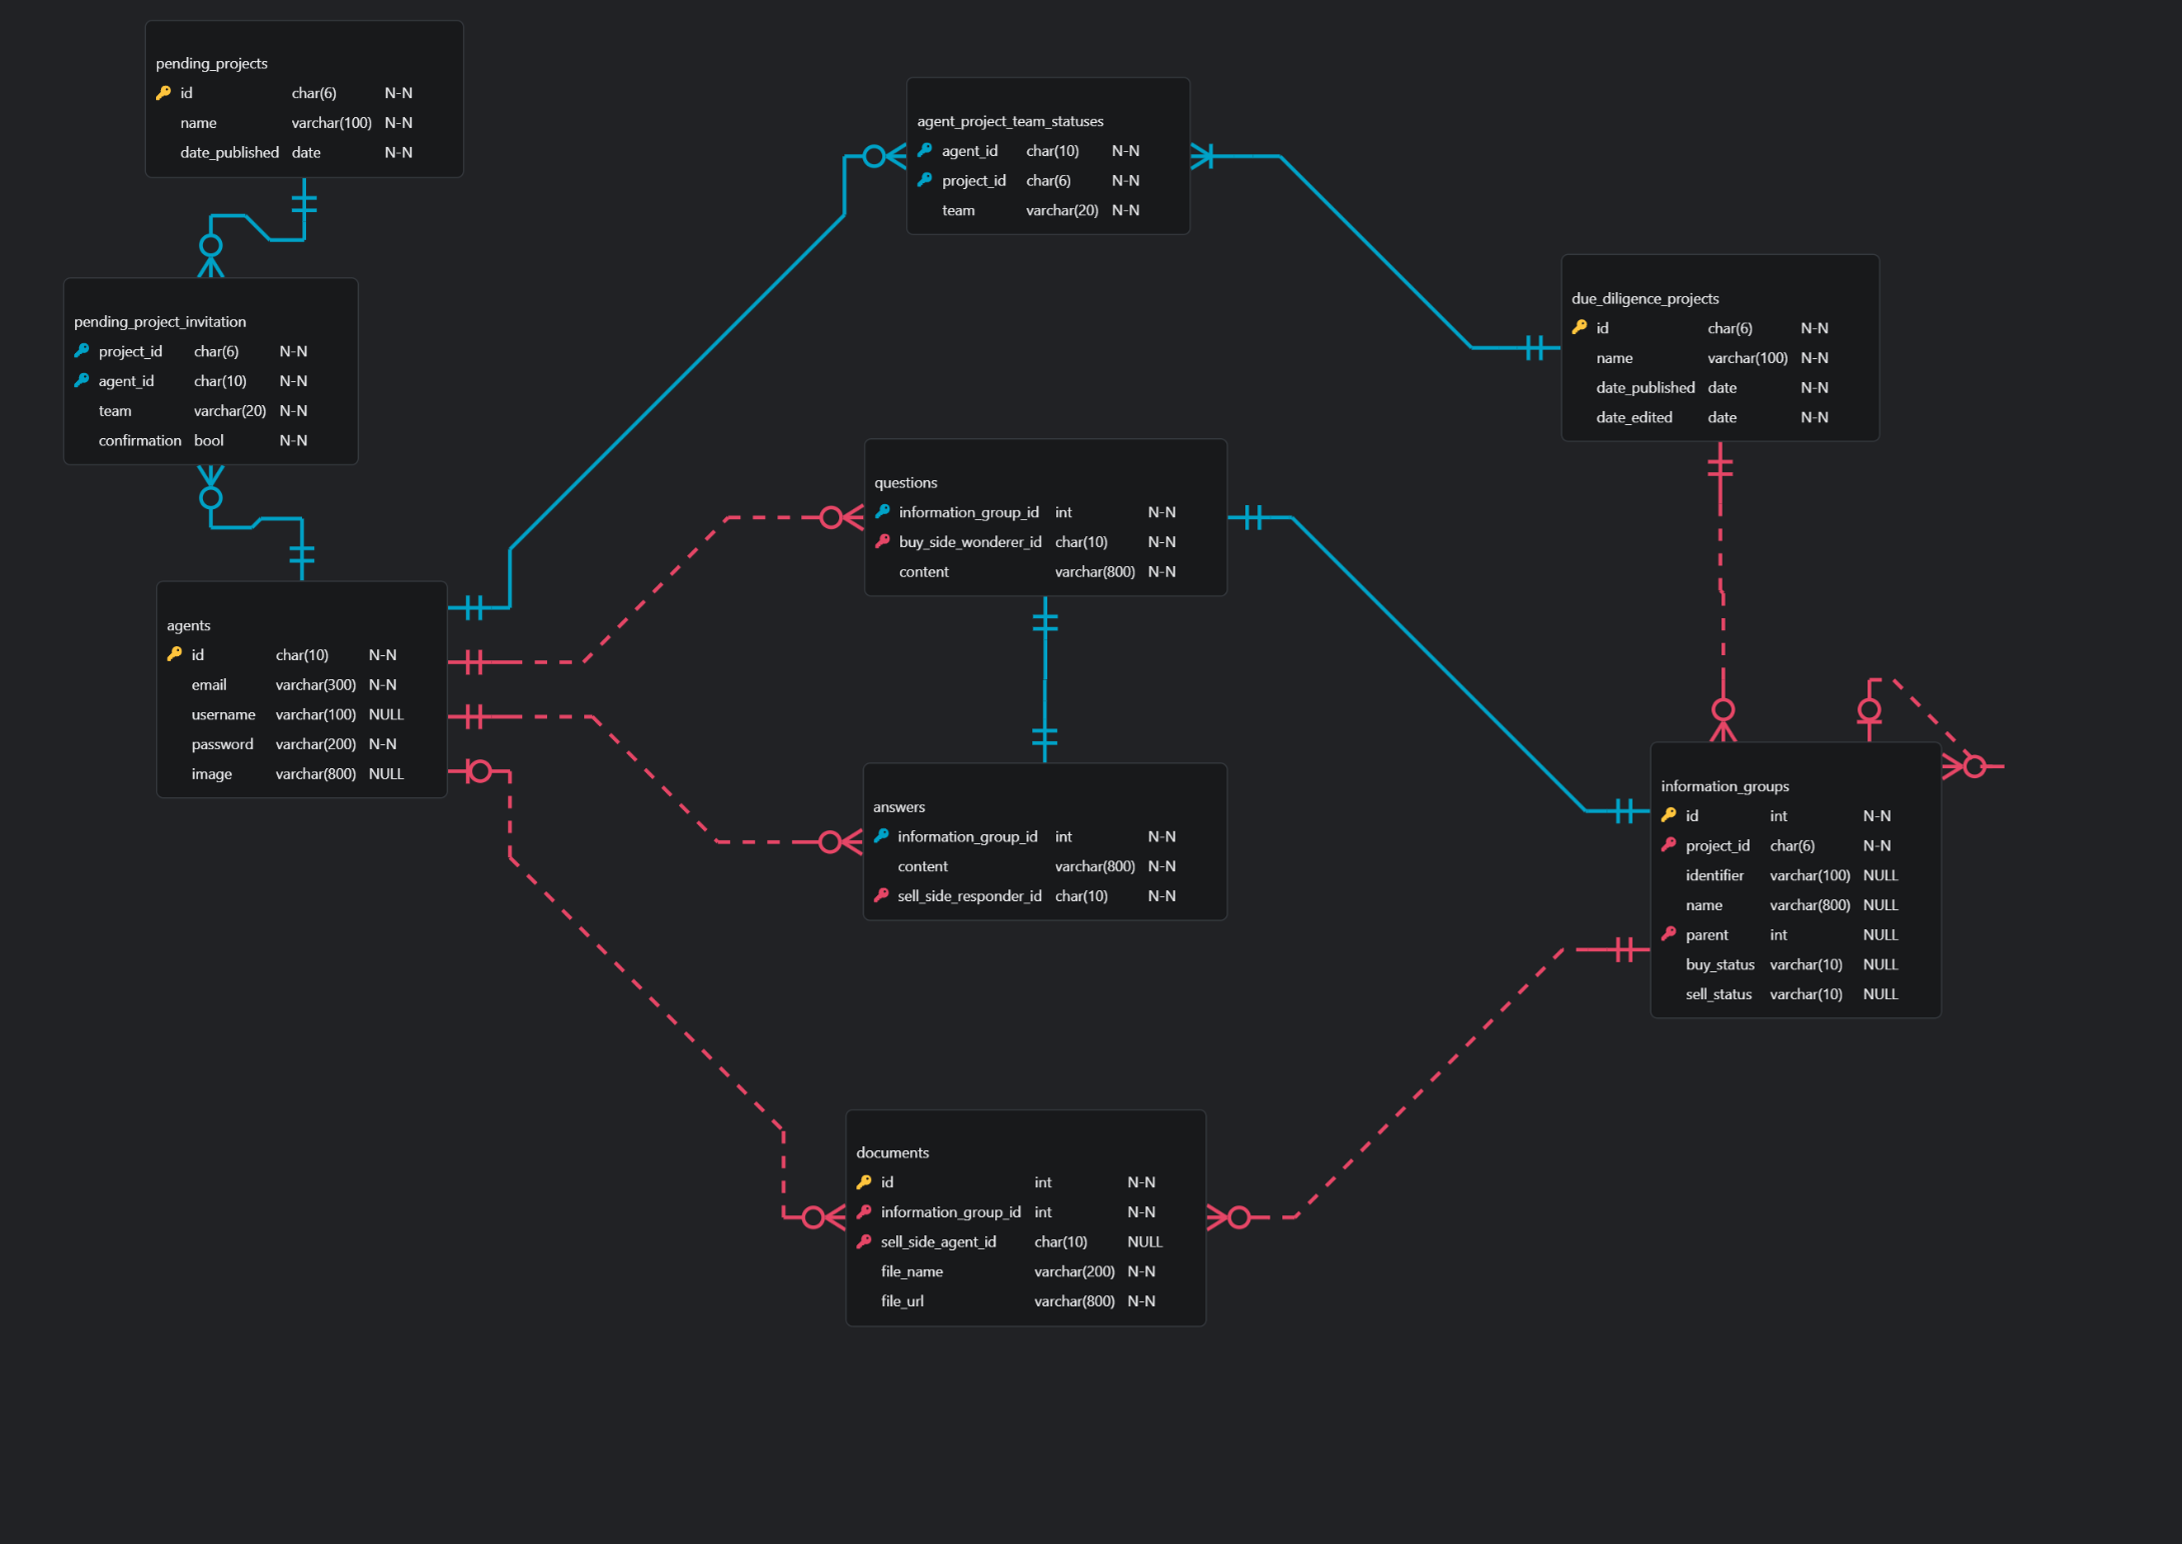 pending_projects
id char(6) N-N
name varchar(100) N-N
date_published date N-N
pending_project_invitation
project_id char(6) N-N
agent_id char(10) N-N
team varchar(20) N-N
confirmation bool N-N
agents
id char(10) N-N
email varchar(300) N-N
username varchar(100) NULL
password varchar(200) N-N
image varchar(800) NULL
agent_project_team_statuses
agent_id char(10) N-N
project_id char(6) N-N
team varchar(20) N-N
questions
information_group_id int N-N
buy_side_wonderer_id char(10) N-N
content varchar(800) N-N
answers
information_group_id int N-N
content varchar(800) N-N
sell_side_responder_id char(10) N-N
documents
id int N-N
information_group_id int N-N
sell_side_agent_id char(10) NULL
file_name varchar(200) N-N
file_url varchar(800) N-N
due_diligence_projects
id char(6) N-N
name varchar(100) N-N
date_published date N-N
date_edited date N-N
information_groups
id int N-N
project_id char(6) N-N
identifier varchar(100) NULL
name varchar(800) NULL
parent int NULL
buy_status varchar(10) NULL
sell_status varchar(10) NULL